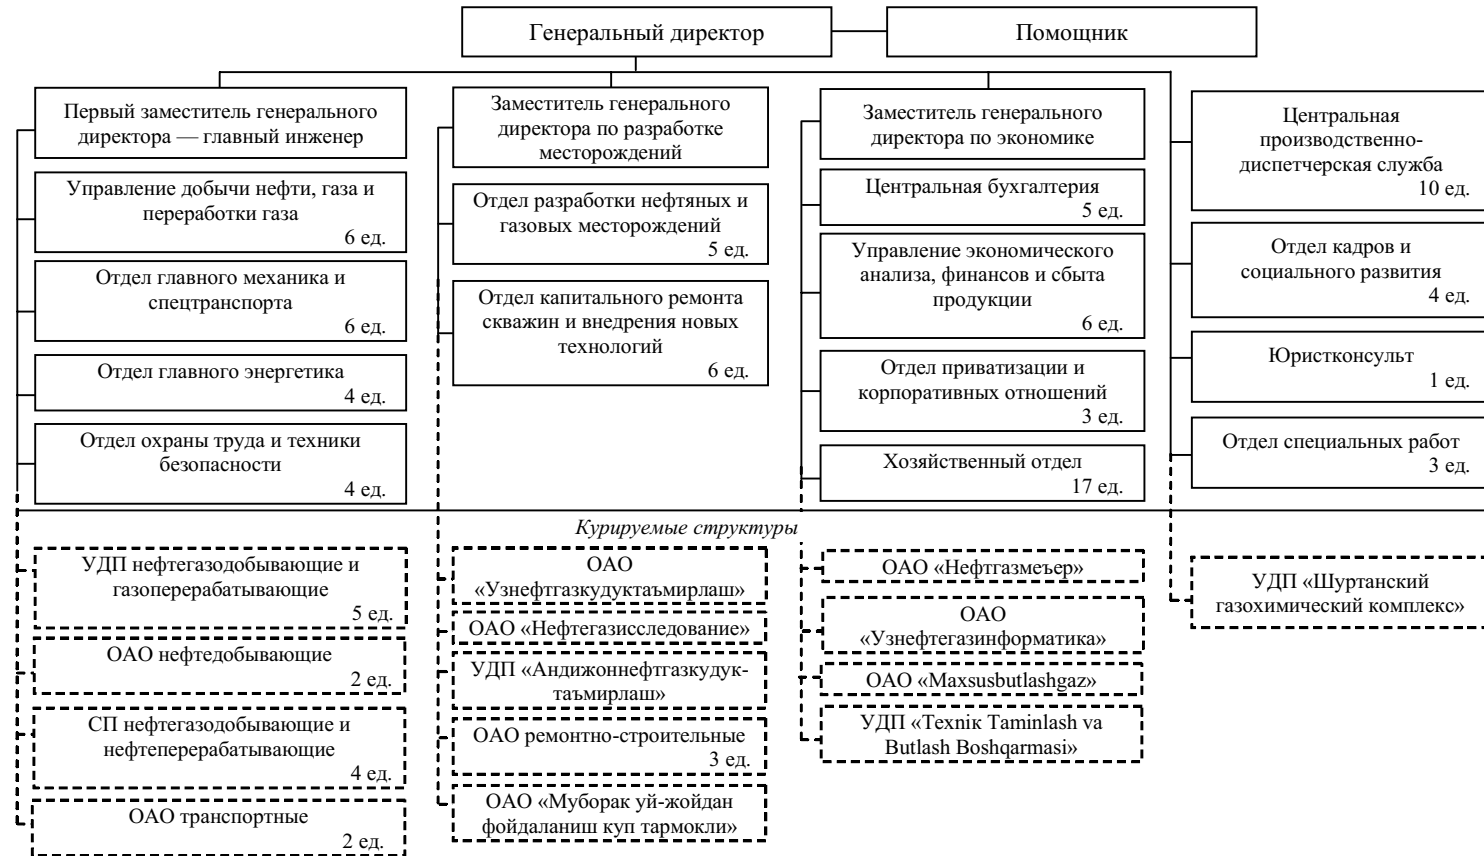 Генеральный директор
Помощник
Первый заместитель генерального
директора — главный инженер
Управление добычи нефти, газа и
переработки газа
6 ед.
Отдел главного механика и
спецтранспорта
6 ед.
Отдел главного энергетика
4 ед.
Отдел охраны труда и техники
безопасности
4 ед.
Заместитель генерального
директора по разработке
месторождений
Отдел разработки нефтяных и
газовых месторождений
5 ед.
Отдел капитального ремонта
скважин и внедрения новых
технологий
6 ед.
Заместитель генерального
директора по экономике
Центральная бухгалтерия
5 ед.
Управление экономического
анализа, финансов и сбыта
продукции
6 ед.
Отдел приватизации и
корпоративных отношений
3 ед.
Хозяйственный отдел
17 ед.
Центральная
производственно-
диспетчерская служба
10 ед.
Отдел кадров и
социального развития
4 ед.
Юристконсульт
1 ед.
Отдел специальных работ
3 ед.
Курируемые структуры
УДП нефтегазодобывающие и
газоперерабатывающие
5 ед.
ОАО нефтедобывающие
2 ед.
СП нефтегазодобывающие и
нефтеперерабатывающие
4 ед.
ОАО транспортные
2 ед.
ОАО
«Узнефтгазкудуктаъмирлаш»
ОАО «Нефтегазисследование»
УДП «Андижоннефтгазкудук-
таъмирлаш»
ОАО ремонтно-строительные
3 ед.
ОАО «Муборак уй-жойдан
фойдаланиш куп тармокли»
ОАО «Нефтгазмеъер»
ОАО
«Узнефтегазинформатика»
ОАО «Maxsusbutlashgaz»
УДП «Texniк Taminlash va
Butlash Boshqarmasi»
УДП «Шуртанский
газохимический комплекс»